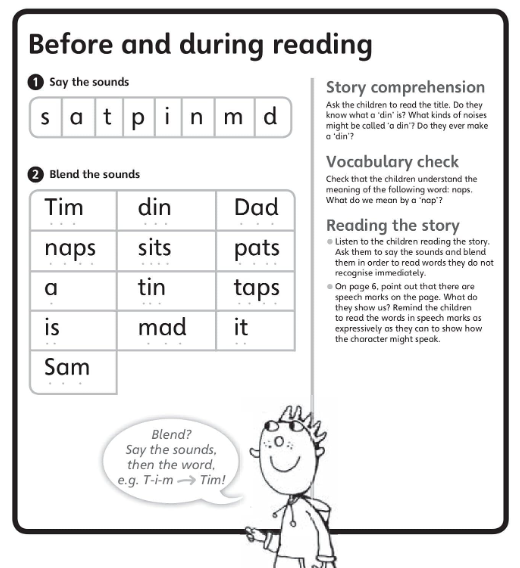 Before and during reading
1 Say the sounds
s a t p i n m d
2 Blend the sounds
Tim din Dad
naps sits pats
a tin taps
is mad it
Sam
Blend?
Say the sounds,
then the word,
e.g. T-i-m → Tim!
Story comprehension
Ask the children to read the title. Do they
know what a ‘din’ is? What kinds of noises
might be called ‘a din’? Do they ever make
a ‘din’?
Vocabulary check
Check that the children understand the
meaning of the following word: naps.
What do we mean by a ‘nap’?
Reading the story
● Listen to the children reading the story.
Ask them to say the sounds and blend
them in order to read words they do not
recognise immediately.
● On page 6, point out that there are
speech marks on the page. What do
they show us? Remind the children
to read the words in speech marks as
expressively as they can to show how
the character might speak.